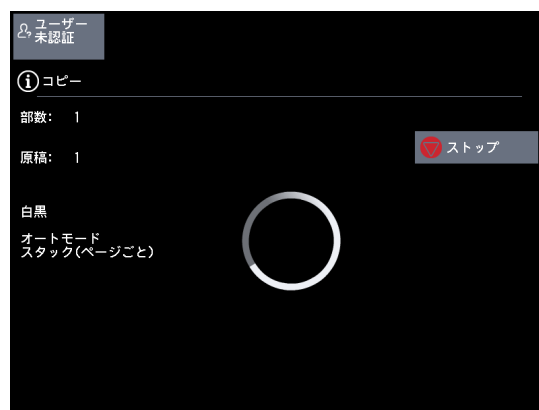 ユーザー
未認証
コピー
部数: 1
ストップ
原稿: 1
白黒
オートモード
スタック(ページごと)